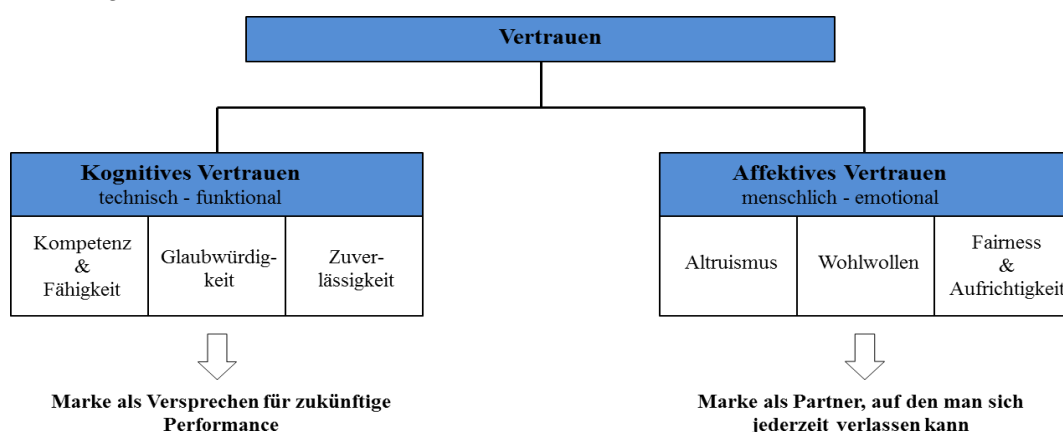 Vertrauen
Kognitives Vertrauen
technisch - funktional
Kompetenz
&
Fähigkeit
Glaubwürdig-
keit
Zuver-
lässigkeit
Marke als Versprechen für zukünftige
Performance
Affektives Vertrauen
menschlich - emotional
Altruismus
Wohlwollen
Fairness
&
Aufrichtigkeit
Marke als Partner, auf den man sich
jederzeit verlassen kann